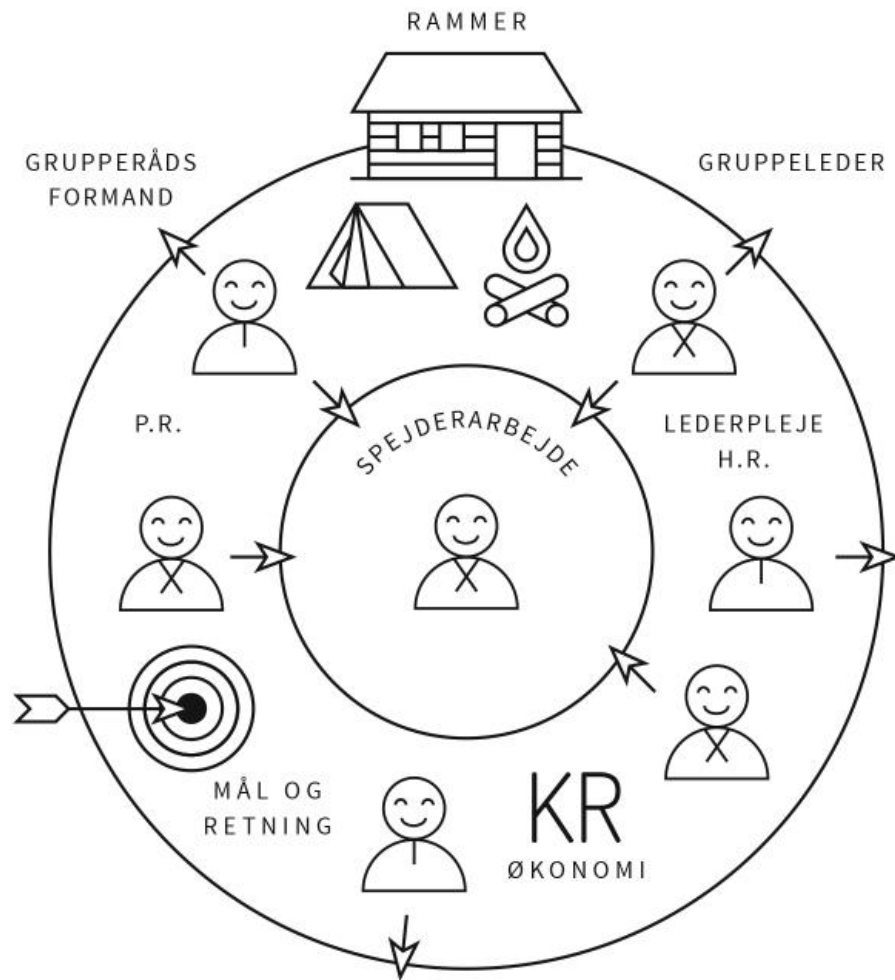 RAMMER
GRUPPERÅDS
FORMAND
GRUPPELEDER
P.R.
SPEJDERARBEJDE
LEDERPLEJE
H.R.
MÅL OG
RETNING
KR
ØKONOMI